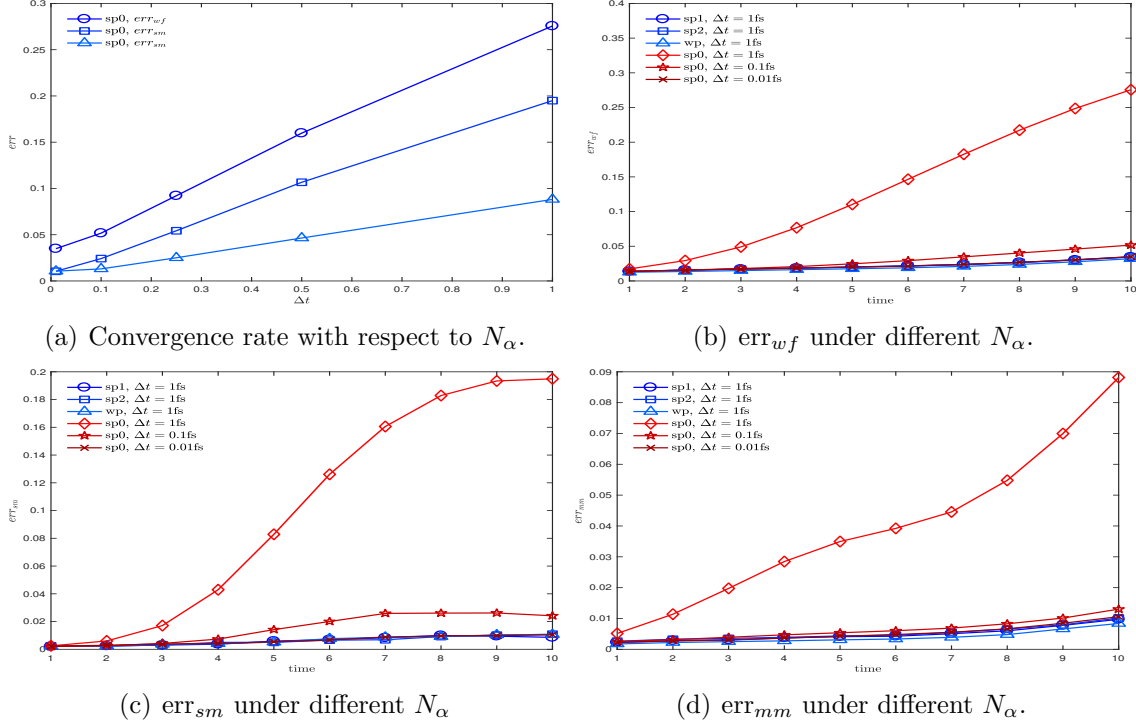 0.3
0.25
0.2
0.15
0.1
0.05
0
err
sp0, err_wf
sp0, err_sm
sp0, err_sm
0 0.1 0.2 0.3 0.4 0.5 0.6 0.7 0.8 0.9 1
Δt
(a) Convergence rate with respect to N_α.
0.4
0.35
0.3
0.25
0.2
0.15
0.1
0.05
0
err_wf
sp1, Δt = 1fs
sp2, Δt = 1fs
wp, Δt = 1fs
sp0, Δt = 1fs
sp0, Δt = 0.1fs
sp0, Δt = 0.01fs
1 2 3 4 5 6 7 8 9 10
time
(b) err_wf under different N_α.
0.2
0.18
0.16
0.14
0.12
0.1
0.08
0.06
0.04
0.02
0
err_sm
sp1, Δt = 1fs
sp2, Δt = 1fs
wp, Δt = 1fs
sp0, Δt = 1fs
sp0, Δt = 0.1fs
sp0, Δt = 0.01fs
1 2 3 4 5 6 7 8 9 10
time
(c) err_sm under different N_α
0.09
0.08
0.07
0.06
0.05
0.04
0.03
0.02
0.01
0
err_mm
sp1, Δt = 1fs
sp2, Δt = 1fs
wp, Δt = 1fs
sp0, Δt = 1fs
sp0, Δt = 0.1fs
sp0, Δt = 0.01fs
1 2 3 4 5 6 7 8 9 10
time
(d) err_mm under different N_α.